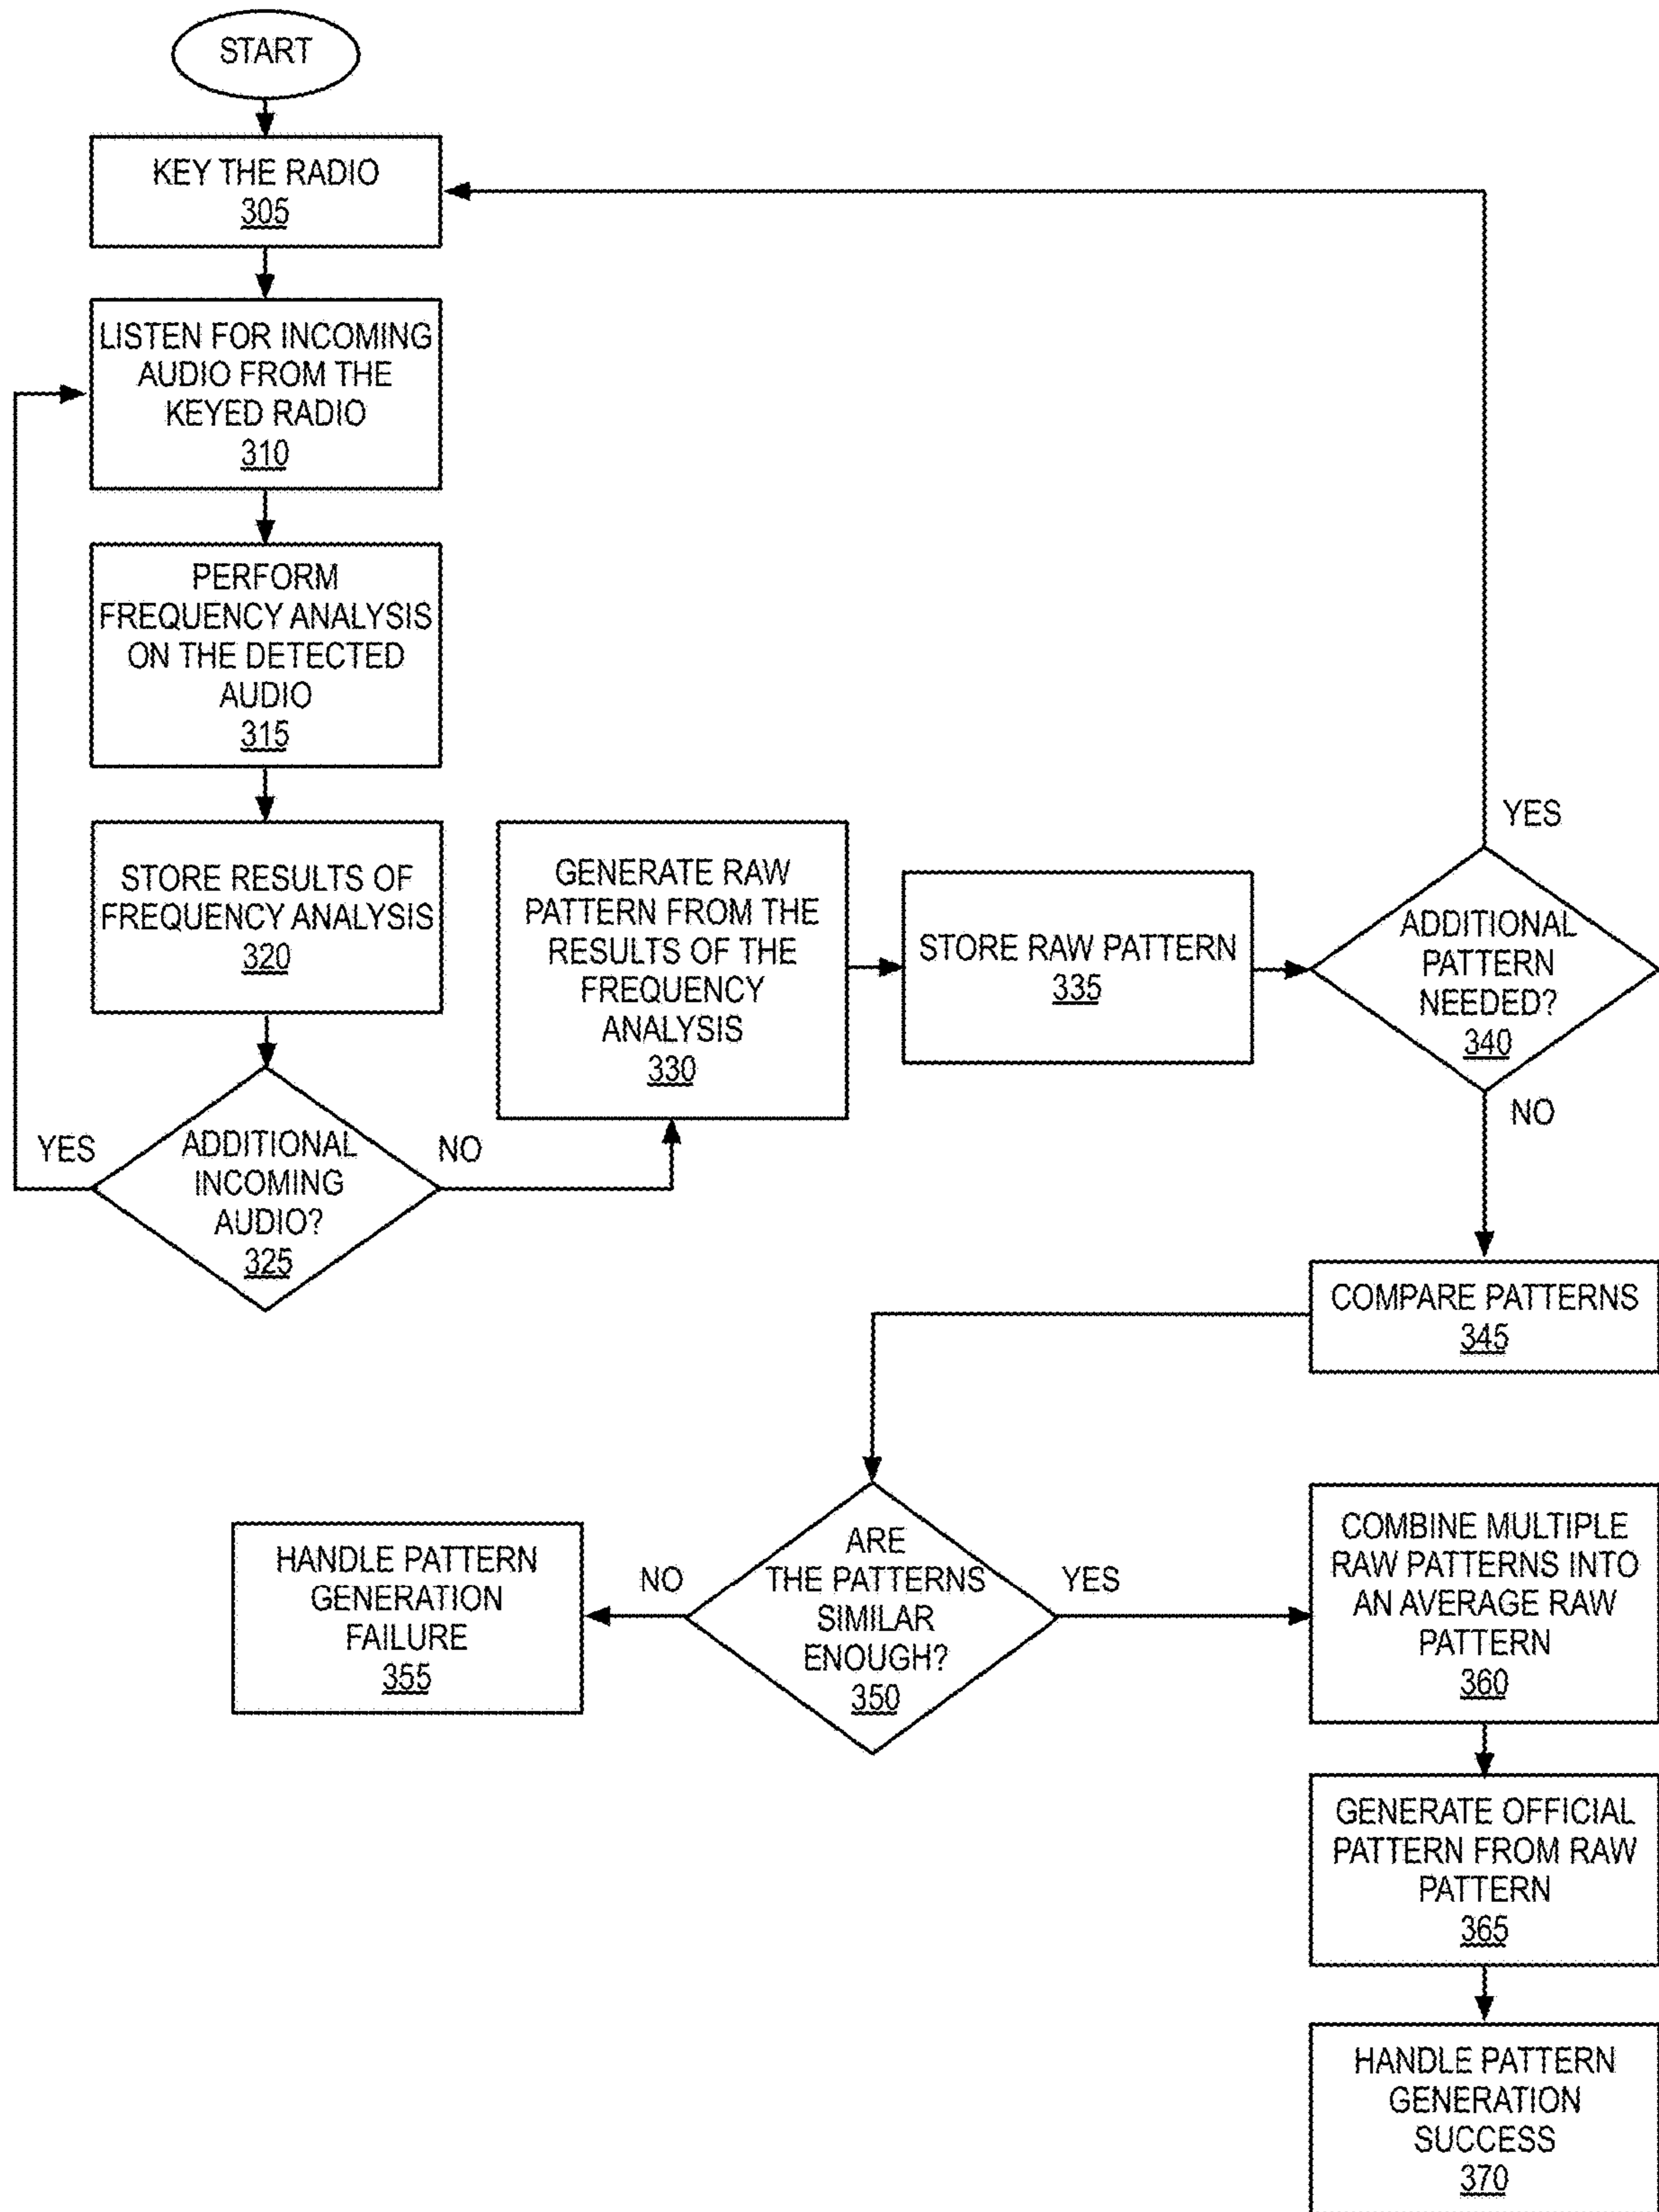 START
KEY THE RADIO
305
LISTEN FOR INCOMING
AUDIO FROM THE
KEYED RADIO
310
PERFORM
FREQUENCY ANALYSIS
ON THE DETECTED
AUDIO
315
STORE RESULTS OF
FREQUENCY ANALYSIS
320
YES
ADDITIONAL
INCOMING
AUDIO?
325
NO
GENERATE RAW
PATTERN FROM THE
RESULTS OF THE
FREQUENCY
ANALYSIS
330
STORE RAW PATTERN
335
YES
ADDITIONAL
PATTERN
NEEDED?
340
NO
COMPARE PATTERNS
345
ARE
THE PATTERNS
SIMILAR
ENOUGH?
350
NO
HANDLE PATTERN
GENERATION
FAILURE
355
YES
COMBINE MULTIPLE
RAW PATTERNS INTO
AN AVERAGE RAW
PATTERN
360
GENERATE OFFICIAL
PATTERN FROM RAW
PATTERN
365
HANDLE PATTERN
GENERATION
SUCCESS
370